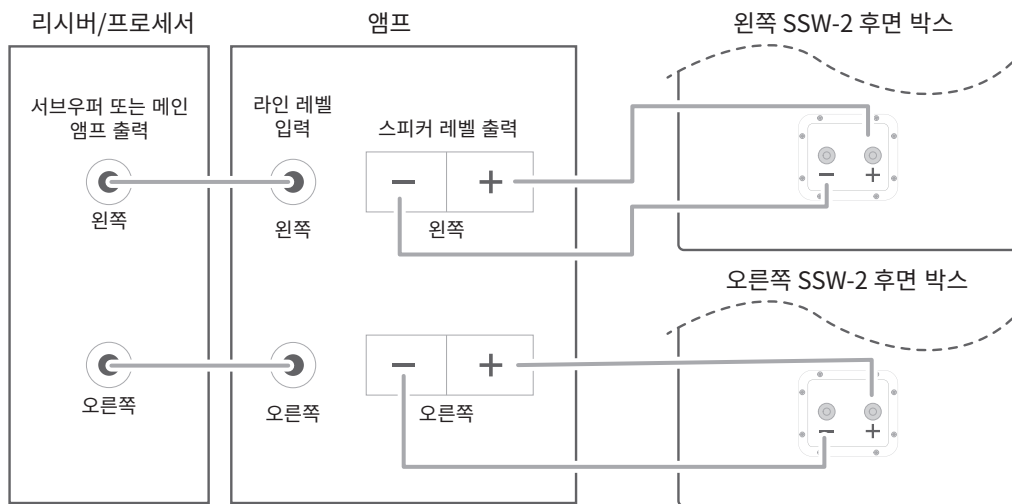 리시버/프로세서
앰프
왼쪽 SSW-2 후면 박스
서브우퍼 또는 메인
앰프 출력
라인 레벨
입력
스피커 레벨 출력
− +
− +
왼쪽
왼쪽
왼쪽
오른쪽 SSW-2 후면 박스
− +
− +
오른쪽
오른쪽
오른쪽